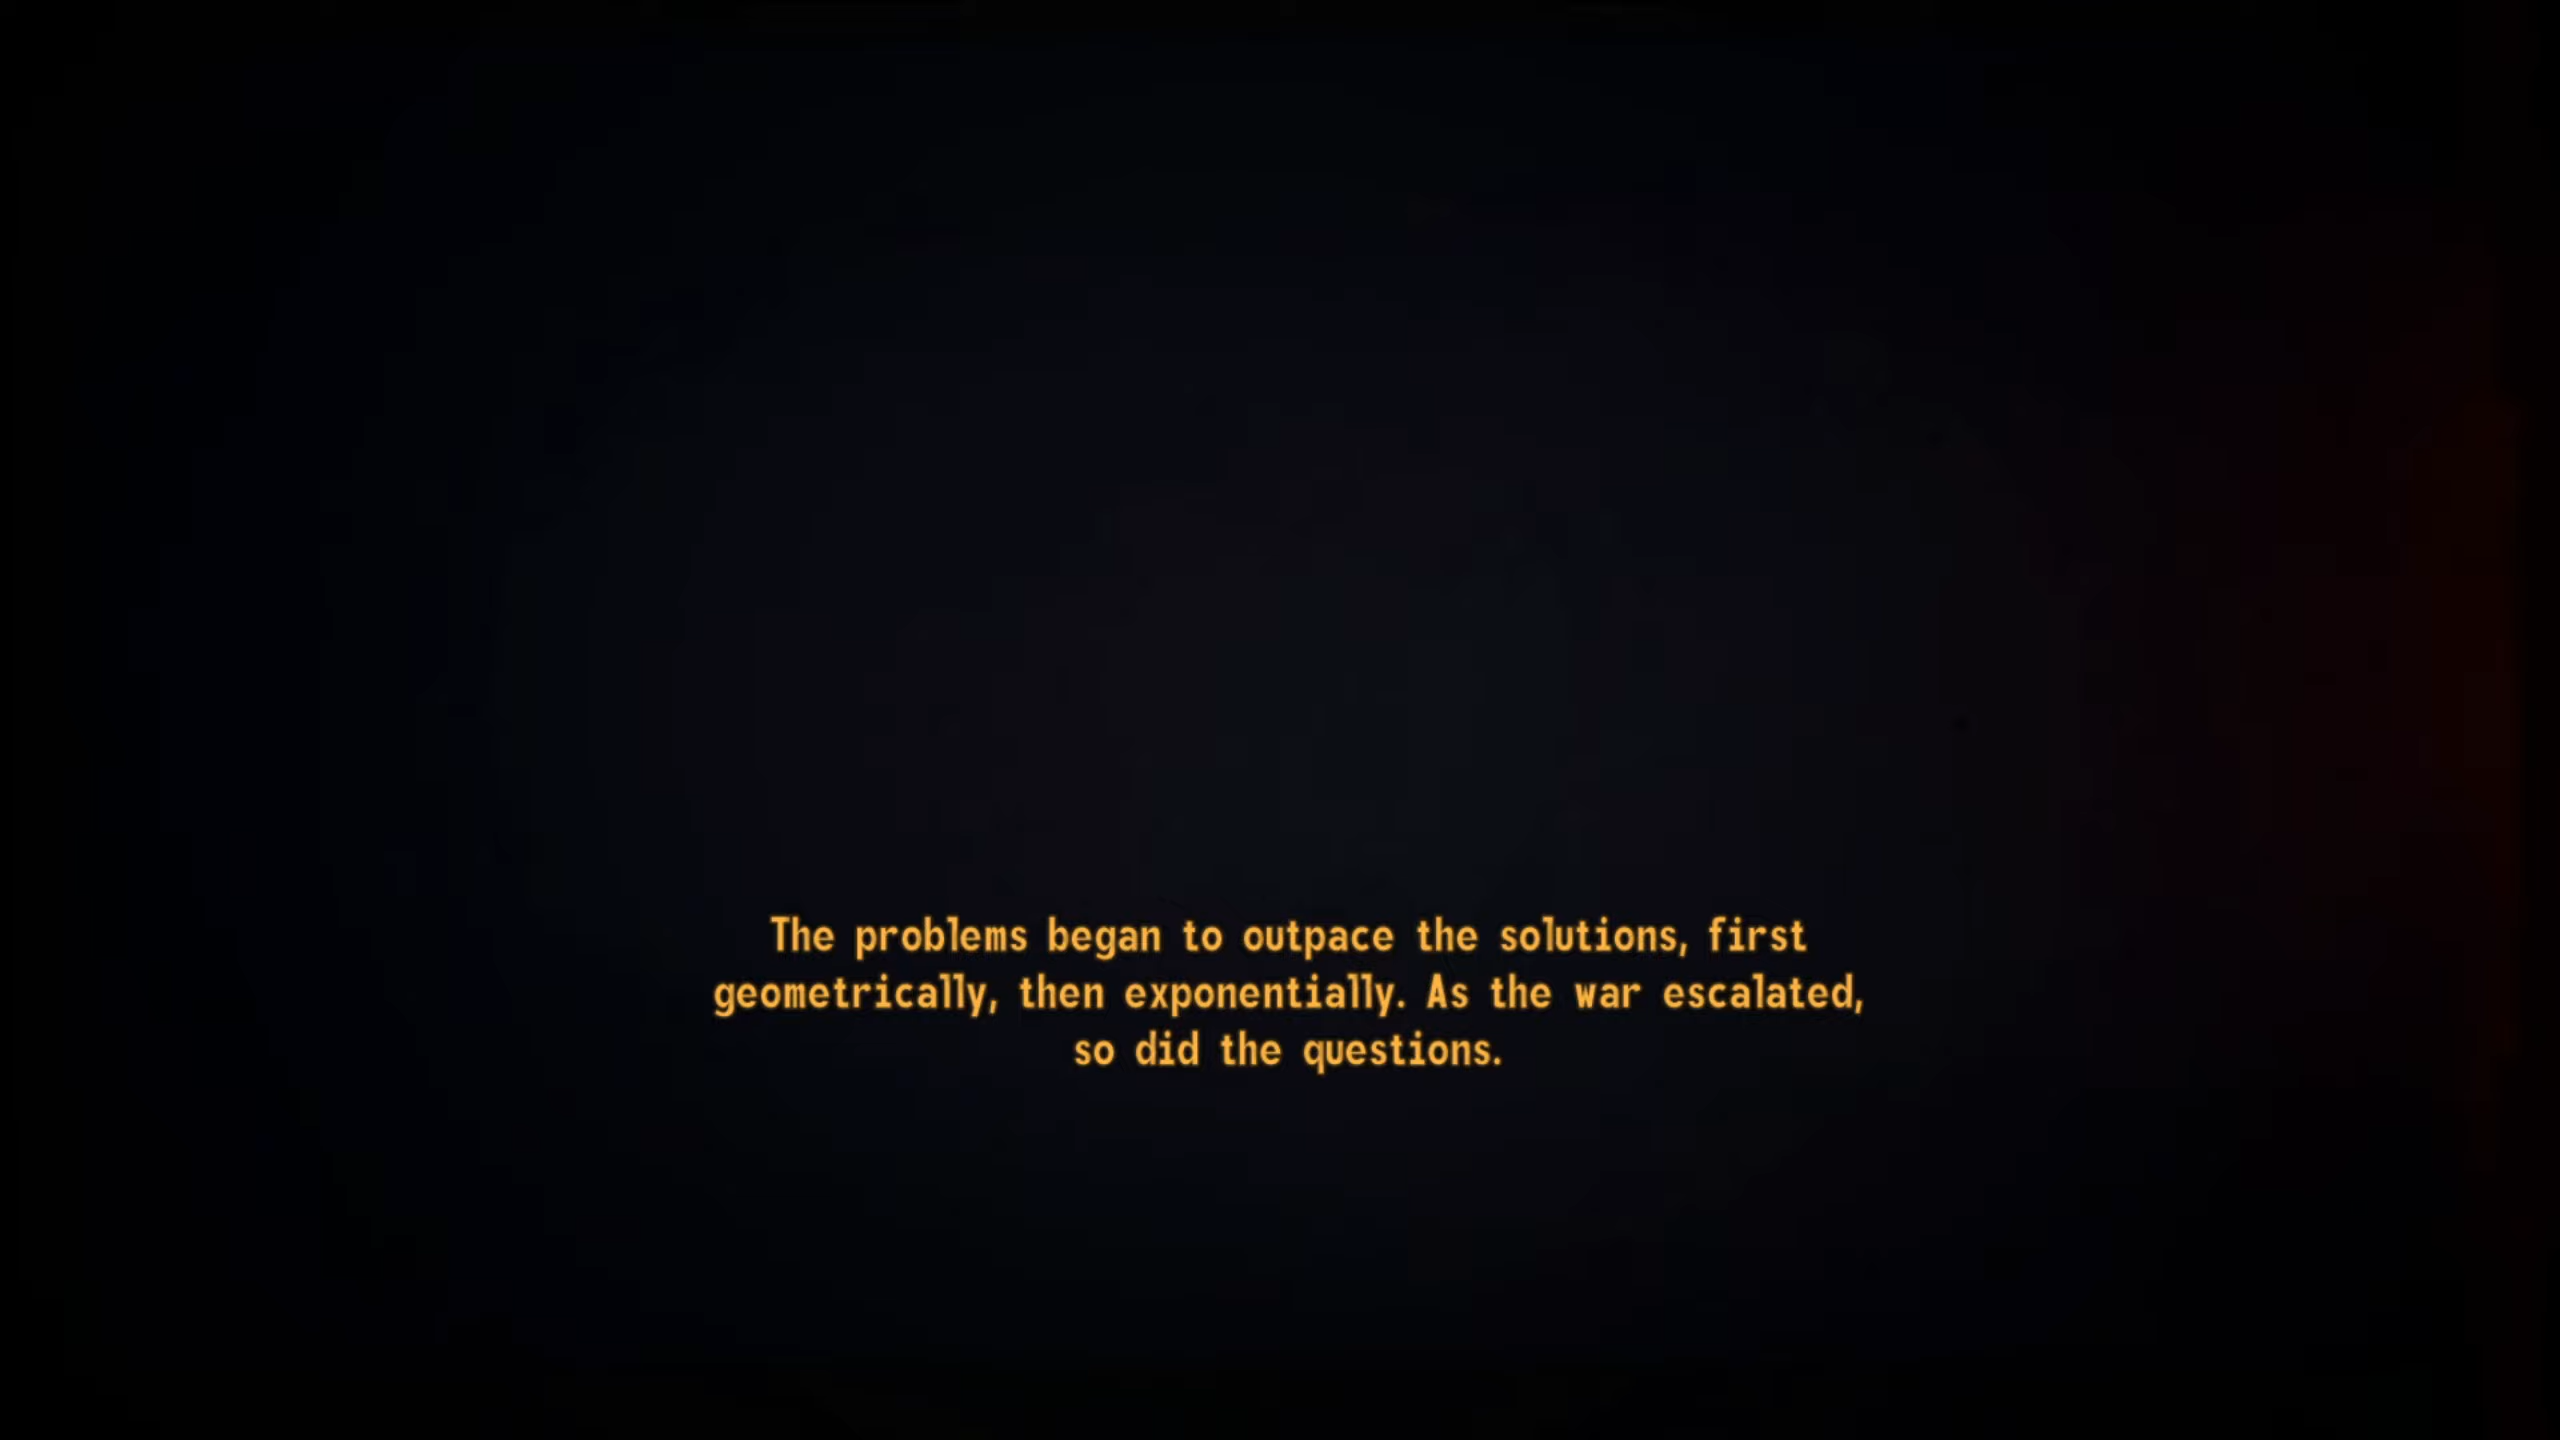 The problems began to outpace the solutions, first
geometrically, then exponentially. As the war escalated,
so did the questions.